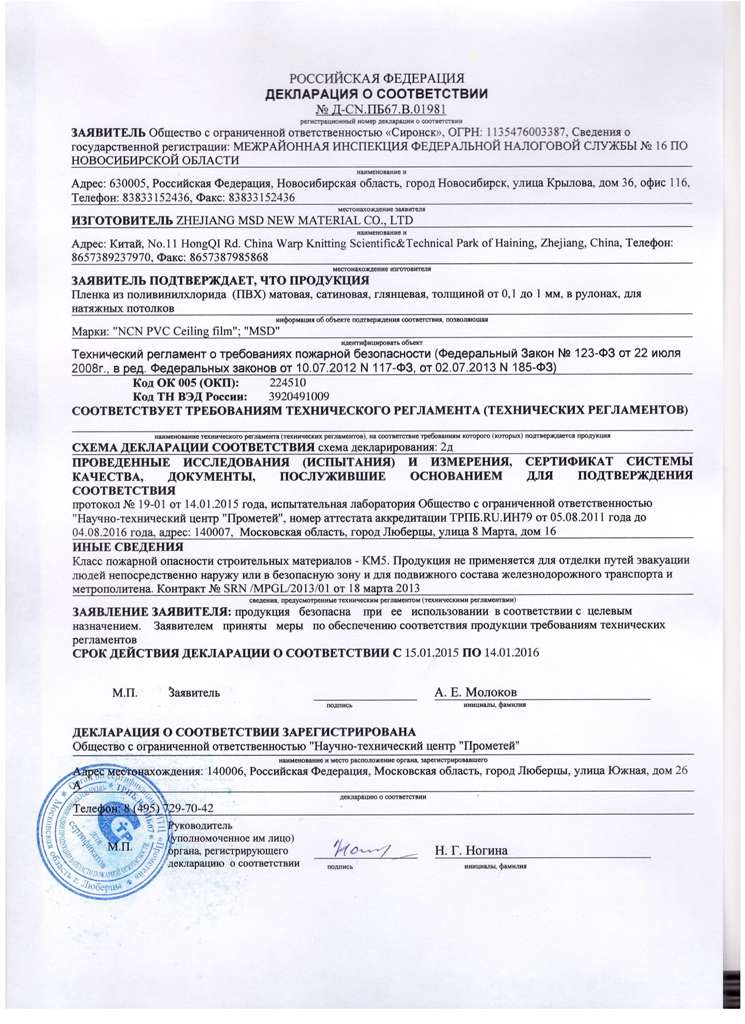 РОССИЙСКАЯ ФЕДЕРАЦИЯ
ДЕКЛАРАЦИЯ О СООТВЕТСТВИИ
№ Д-CN.ПБ67.В.01981
регистрационный номер декларации о соответствии
ЗАЯВИТЕЛЬ Общество с ограниченной ответственностью «Сиронск», ОГРН: 1135476003387, Сведения о
государственной регистрации: МЕЖРАЙОННАЯ ИНСПЕКЦИЯ ФЕДЕРАЛЬНОЙ НАЛОГОВОЙ СЛУЖБЫ № 16 ПО
НОВОСИБИРСКОЙ ОБЛАСТИ
наименование и
Адрес: 630005, Российская Федерация, Новосибирская область, город Новосибирск, улица Крылова, дом 36, офис 116,
Телефон: 83833152436, Факс: 83833152436
местонахождение заявителя
ИЗГОТОВИТЕЛЬ ZHEJIANG MSD NEW MATERIAL CO., LTD
наименование и
Адрес: Китай, No.11 HongQI Rd. China Warp Knitting Scientific&Technical Park of Haining, Zhejiang, China, Телефон:
8657389237970, Факс: 8657387985868
местонахождение изготовителя
ЗАЯВИТЕЛЬ ПОДТВЕРЖДАЕТ, ЧТО ПРОДУКЦИЯ
Пленка из поливинилхлорида (ПВХ) матовая, сатиновая, глянцевая, толщиной от 0,1 до 1 мм, в рулонах, для
натяжных потолков
информация об объекте подтверждения соответствия, позволяющая
Марки: "NCN PVC Ceiling film"; "MSD"
идентифицировать объект
Технический регламент о требованиях пожарной безопасности (Федеральный Закон № 123-ФЗ от 22 июля
2008г., в ред. Федеральных законов от 10.07.2012 N 117-ФЗ, от 02.07.2013 N 185-ФЗ)
Код ОК 005 (ОКП): 224510
Код ТН ВЭД России: 3920491009
СООТВЕТСТВУЕТ ТРЕБОВАНИЯМ ТЕХНИЧЕСКОГО РЕГЛАМЕНТА (ТЕХНИЧЕСКИХ РЕГЛАМЕНТОВ)
наименование технического регламента (технических регламентов), на соответствие требованиям которого (которых) подтверждается продукция
СХЕМА ДЕКЛАРАЦИИ СООТВЕТСТВИЯ схема декларирования: 2д
ПРОВЕДЕННЫЕ ИССЛЕДОВАНИЯ (ИСПЫТАНИЯ) И ИЗМЕРЕНИЯ, СЕРТИФИКАТ СИСТЕМЫ
КАЧЕСТВА, ДОКУМЕНТЫ, ПОСЛУЖИВШИЕ ОСНОВАНИЕМ ДЛЯ ПОДТВЕРЖДЕНИЯ
СООТВЕТСТВИЯ
протокол № 19-01 от 14.01.2015 года, испытательная лаборатория Общество с ограниченной ответственностью
"Научно-технический центр "Прометей", номер аттестата аккредитации ТРПБ.RU.ИН79 от 05.08.2011 года до
04.08.2016 года, адрес: 140007, Московская область, город Люберцы, улица 8 Марта, дом 16
ИНЫЕ СВЕДЕНИЯ
Класс пожарной опасности строительных материалов - КМ5. Продукция не применяется для отделки путей эвакуации
людей непосредственно наружу или в безопасную зону и для подвижного состава железнодорожного транспорта и
метрополитена. Контракт № SRN /MPGL/2013/01 от 18 марта 2013
сведения, предусмотренные техническим регламентом (техническими регламентами)
ЗАЯВЛЕНИЕ ЗАЯВИТЕЛЯ: продукция безопасна при ее использовании в соответствии с целевым
назначением. Заявителем приняты меры по обеспечению соответствия продукции требованиям технических
регламентов
СРОК ДЕЙСТВИЯ ДЕКЛАРАЦИИ О СООТВЕТСТВИИ С 15.01.2015 ПО 14.01.2016
М.П. Заявитель А. Е. Молоков
подпись инициалы, фамилия
ДЕКЛАРАЦИЯ О СООТВЕТСТВИИ ЗАРЕГИСТРИРОВАНА
Общество с ограниченной ответственностью "Научно-технический центр "Прометей"
наименование и место расположение органа, зарегистрировавшего
Адрес местонахождения: 140006, Российская Федерация, Московская область, город Люберцы, улица Южная, дом 26
А
декларацию о соответствии
Телефон: 8 (495) 729-70-42
М.П. Руководитель
(уполномоченное им лицо)
органа, регистрирующего
декларацию о соответствии
Н. Г. Ногина
подпись инициалы, фамилия
для
сертификатов
Московская область г. Люберцы